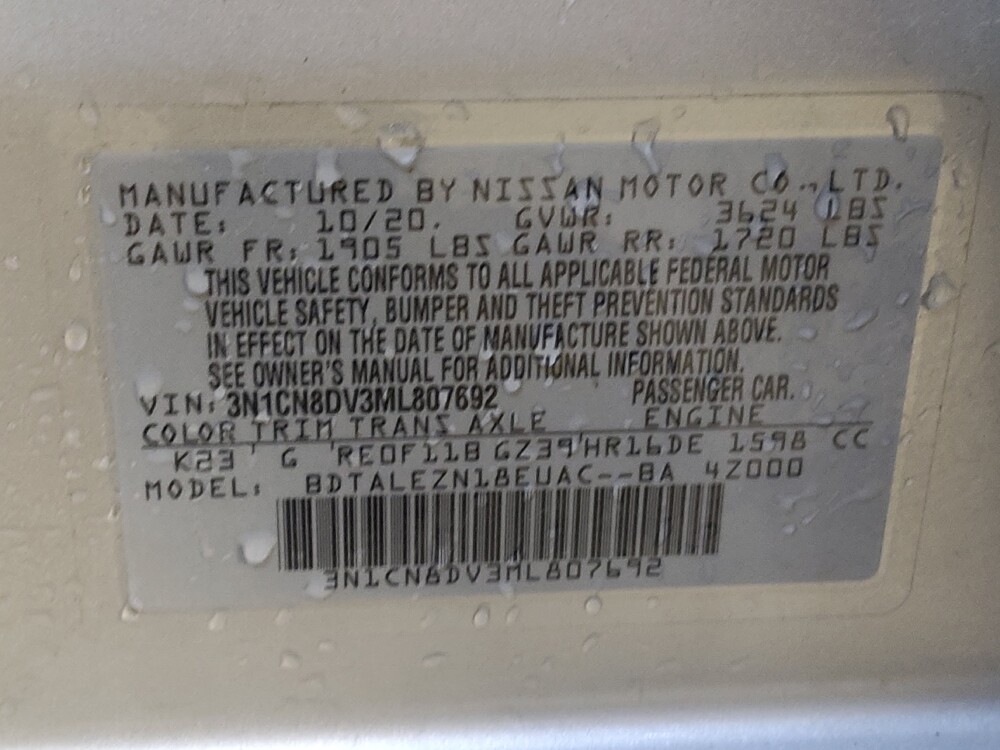 MANUFACTURED BY NISSAN MOTOR CO., LTD.
DATE: 10/20. GVWR: 3624 LBS
GAWR FR: 1905 LBS GAWR RR: 1720 LBS
THIS VEHICLE CONFORMS TO ALL APPLICABLE FEDERAL MOTOR
VEHICLE SAFETY, BUMPER AND THEFT PREVENTION STANDARDS
IN EFFECT ON THE DATE OF MANUFACTURE SHOWN ABOVE.
SEE OWNER'S MANUAL FOR ADDITIONAL INFORMATION.
VIN: 3N1CN8DV3ML807692 PASSENGER CAR.
COLOR TRIM TRANS AXLE ENGINE
K23 G RE0F11B GZ39 HR16DE 1598 CC
MODEL: BDTALEZN18EUAC--BA 4Z000
3N1CN8DV3ML807692